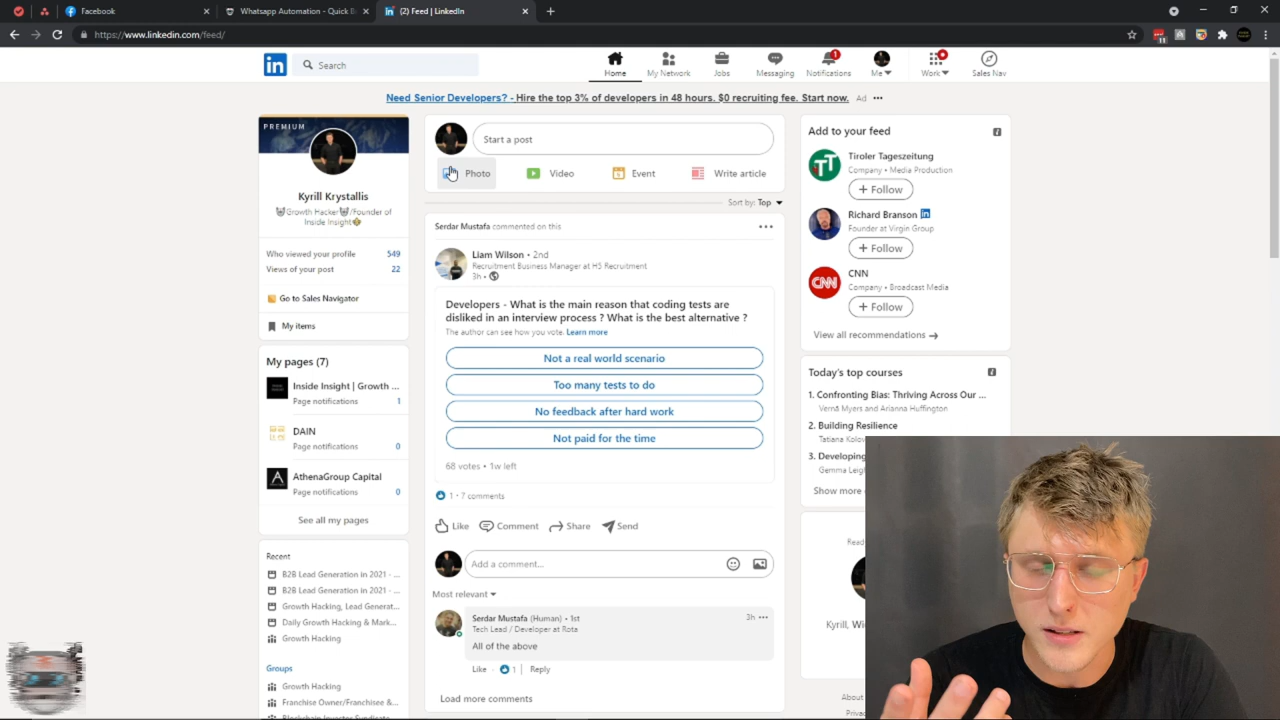 Facebook
Whatsapp Automation - Quick
(2) Feed | LinkedIn
https://www.linkedin.com/feed/
11
in
Search
Home
My Network
Jobs
Messaging
1
Notifications
Me
Work
Sales Nav
Need Senior Developers? - Hire the top 3% of developers in 48 hours. $0 recruiting fee. Start now. Ad •••
PREMIUM
Kyrill Krystallis
Growth Hacker /Founder of
Inside Insight
Who viewed your profile 549
Views of your post 22
Go to Sales Navigator
My items
My pages (7)
Inside Insight | Growth ...
Page notifications 1
DAIN
Page notifications 0
AthenaGroup Capital
Page notifications 0
See all my pages
Recent
B2B Lead Generation in 2021 - ...
B2B Lead Generation in 2021 - ...
Growth Hacking, Lead Generat...
Daily Growth Hacking & Mark...
Growth Hacking
Groups
Growth Hacking
Franchise Owner/Franchisee &...
Blockchain Investor Syndicate
Start a post
Photo
Video
Event
Write article
Sort by: Top
Serdar Mustafa commented on this
Liam Wilson • 2nd
Recruitment Business Manager at H5 Recruitment
3h •
Developers - What is the main reason that coding tests are
disliked in an interview process ? What is the best alternative ?
The author can see how you vote. Learn more
Not a real world scenario
Too many tests to do
No feedback after hard work
Not paid for the time
68 votes • 1w left
1 • 7 comments
Like
Comment
Share
Send
Add a comment...
Most relevant
Serdar Mustafa (Human) • 1st
3h •••
Tech Lead / Developer at Rota
All of the above
Like
1
Reply
Load more comments
Add to your feed
Tiroler Tageszeitung
Company • Media Production
+ Follow
Richard Branson in
Founder at Virgin Group
+ Follow
CNN
CNN
Company • Broadcast Media
+ Follow
View all recommendations →
Today's top courses
1. Confronting Bias: Thriving Across Our ...
Vernā Myers and Arianna Huffington
2. Building Resilience
Tatiana
3. Developing
Gemma
Show more
Kyrill,
About